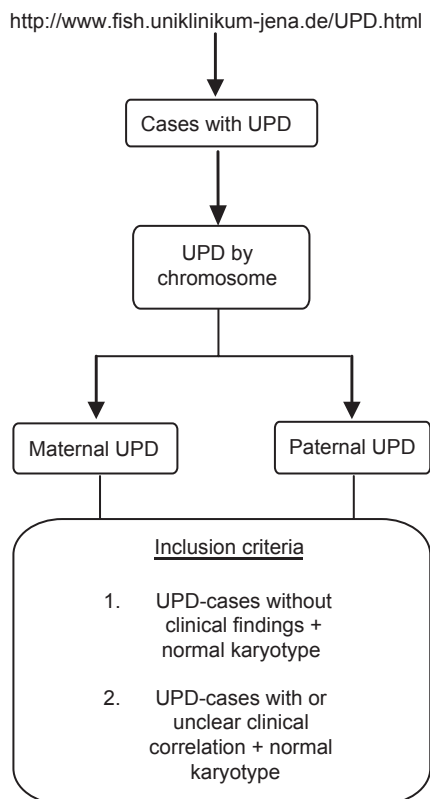 http://www.fish.uniklinikum-jena.de/UPD.html
Cases with UPD
UPD by
chromosome
Maternal UPD
Paternal UPD
Inclusion criteria
1. UPD-cases without
clinical findings +
normal karyotype
2. UPD-cases with or
unclear clinical
correlation + normal
karyotype